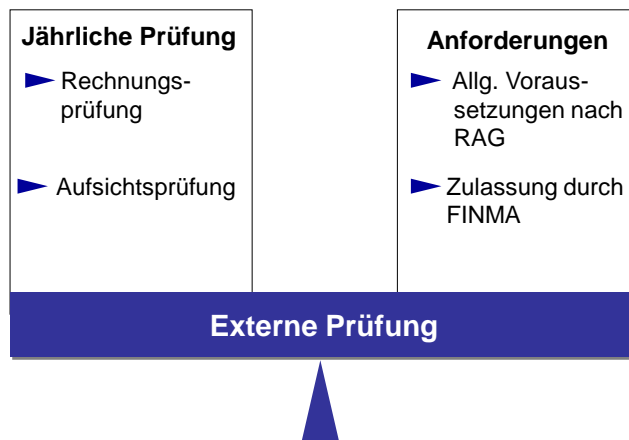 Jährliche Prüfung
Rechnungs-
prüfung
Aufsichtsprüfung
Anforderungen
Allg. Voraus-
setzungen nach
RAG
Zulassung durch
FINMA
Externe Prüfung